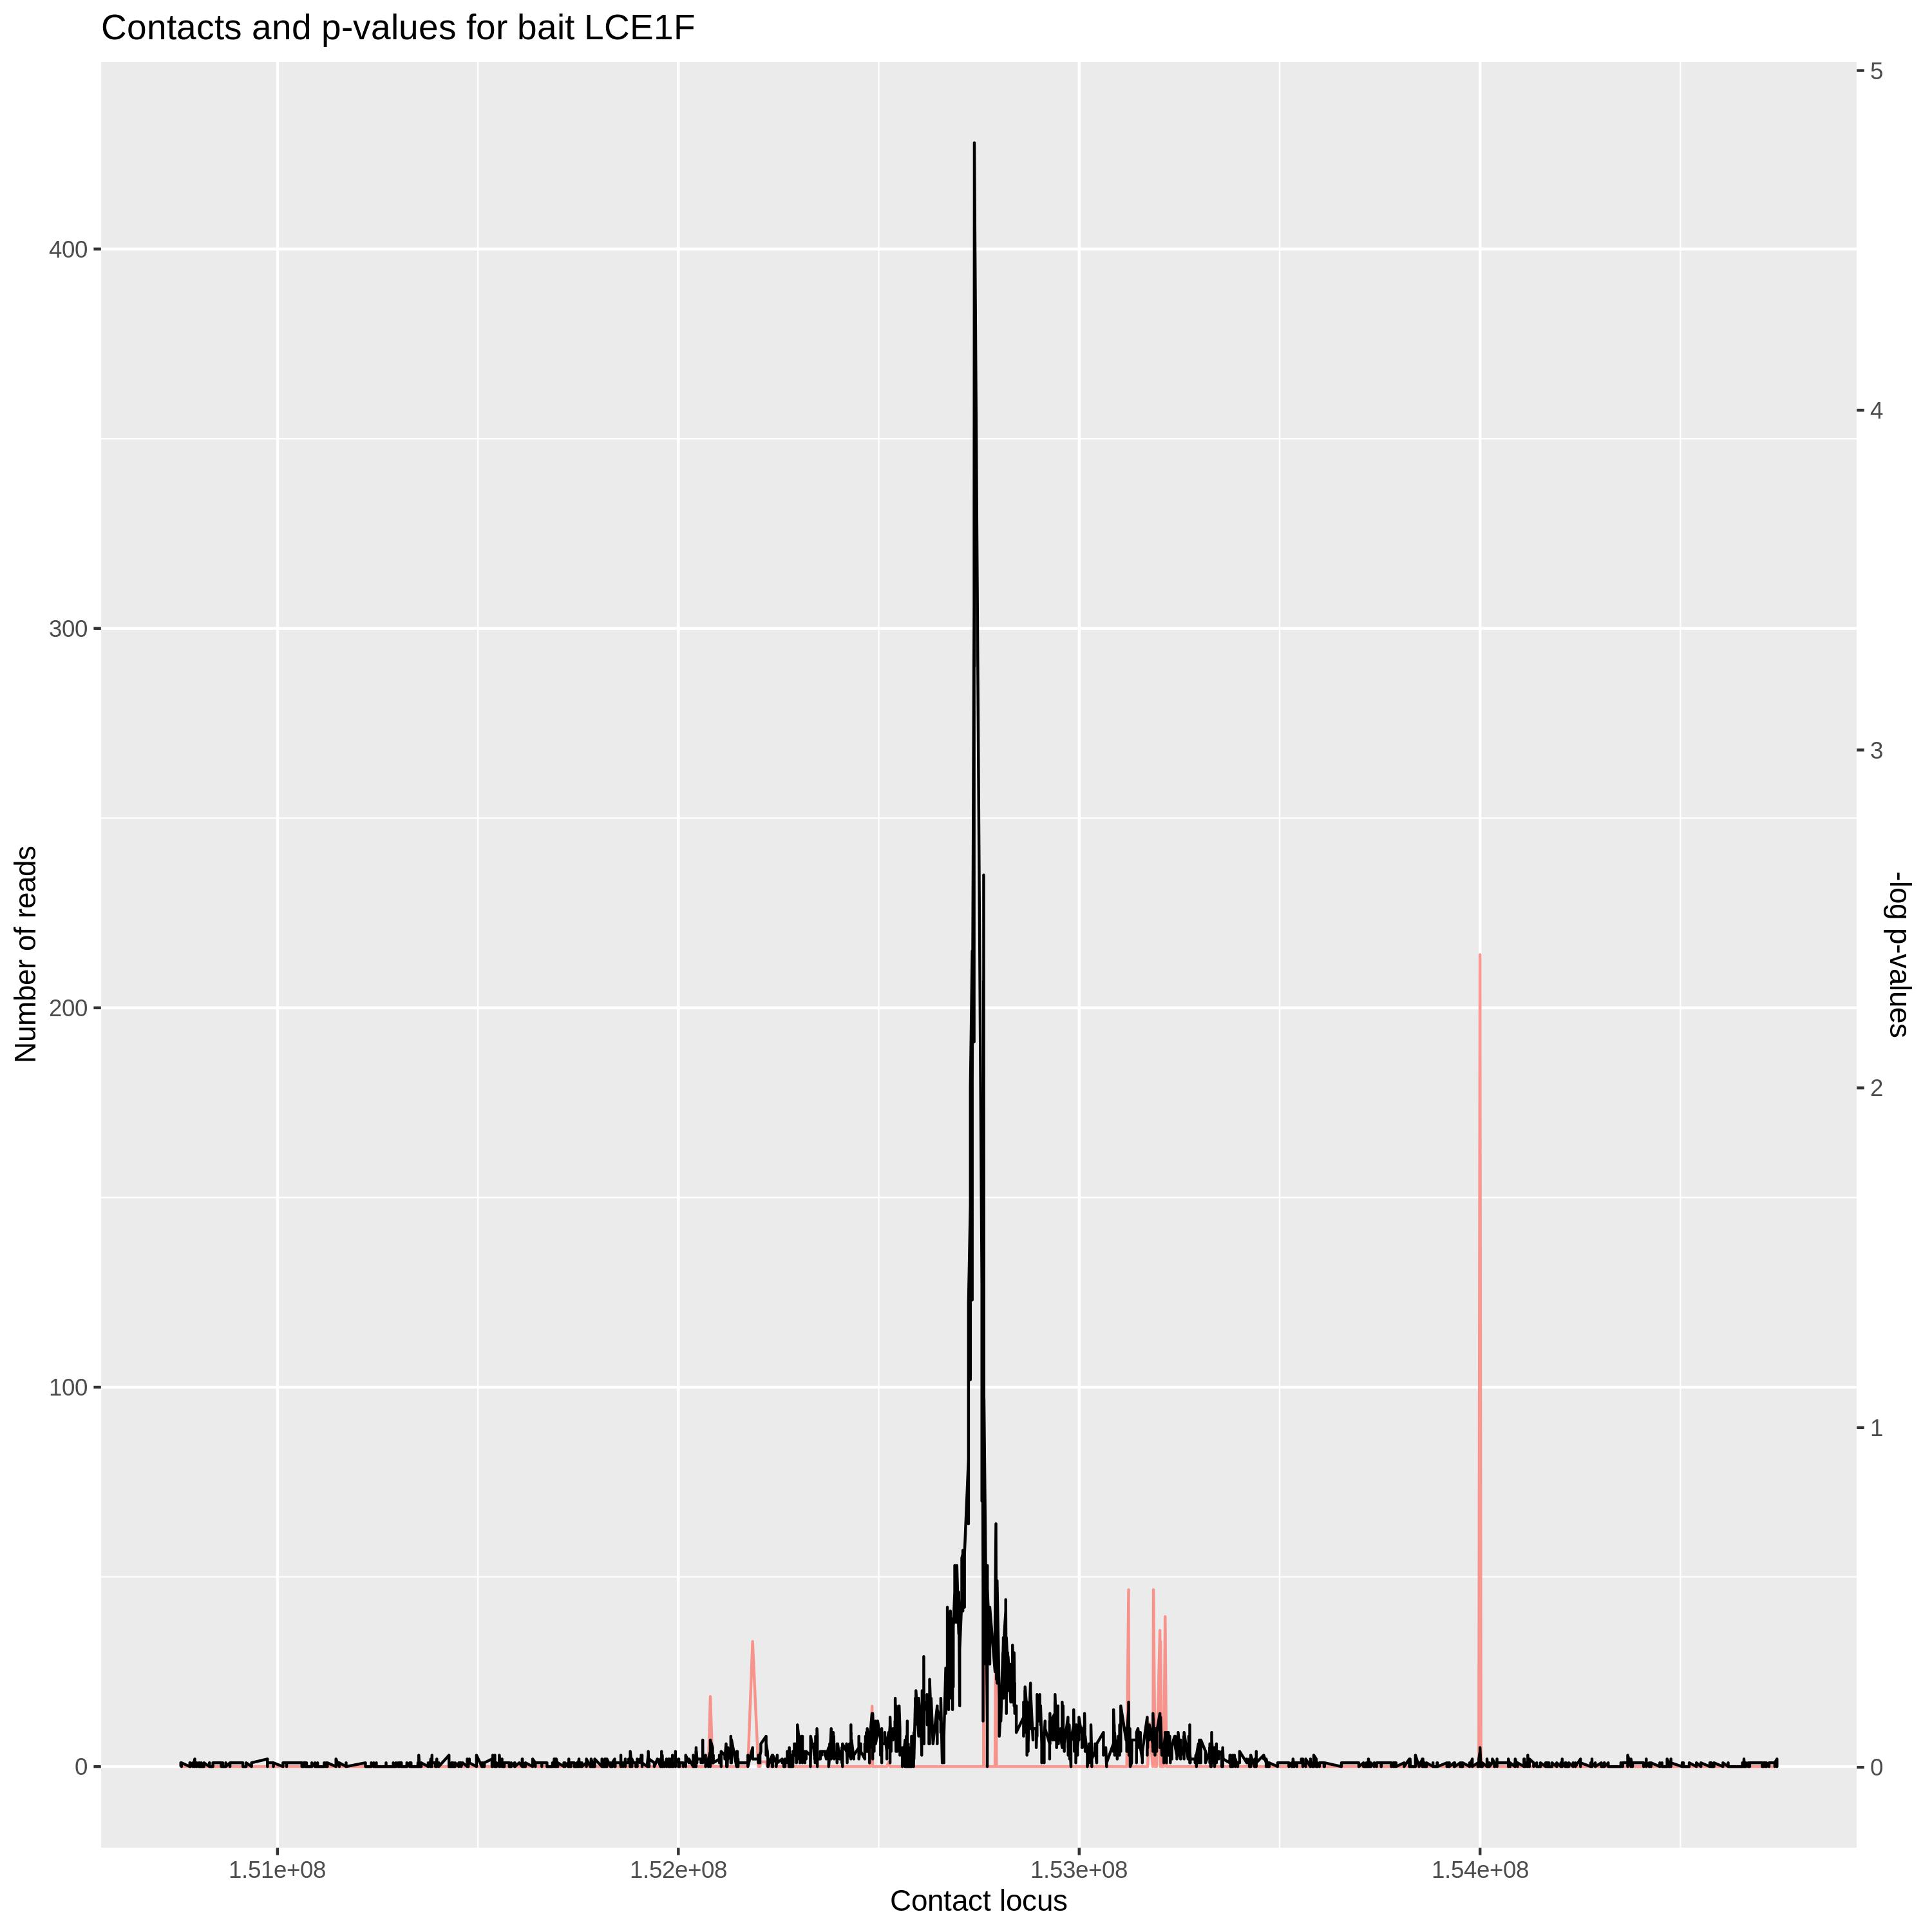 Contacts and p-values for bait LCE1F
Number of reads
400
300
200
100
0
5
4
3
2
1
0
-log p-values
1.51e+08
1.52e+08
1.53e+08
1.54e+08
Contact locus